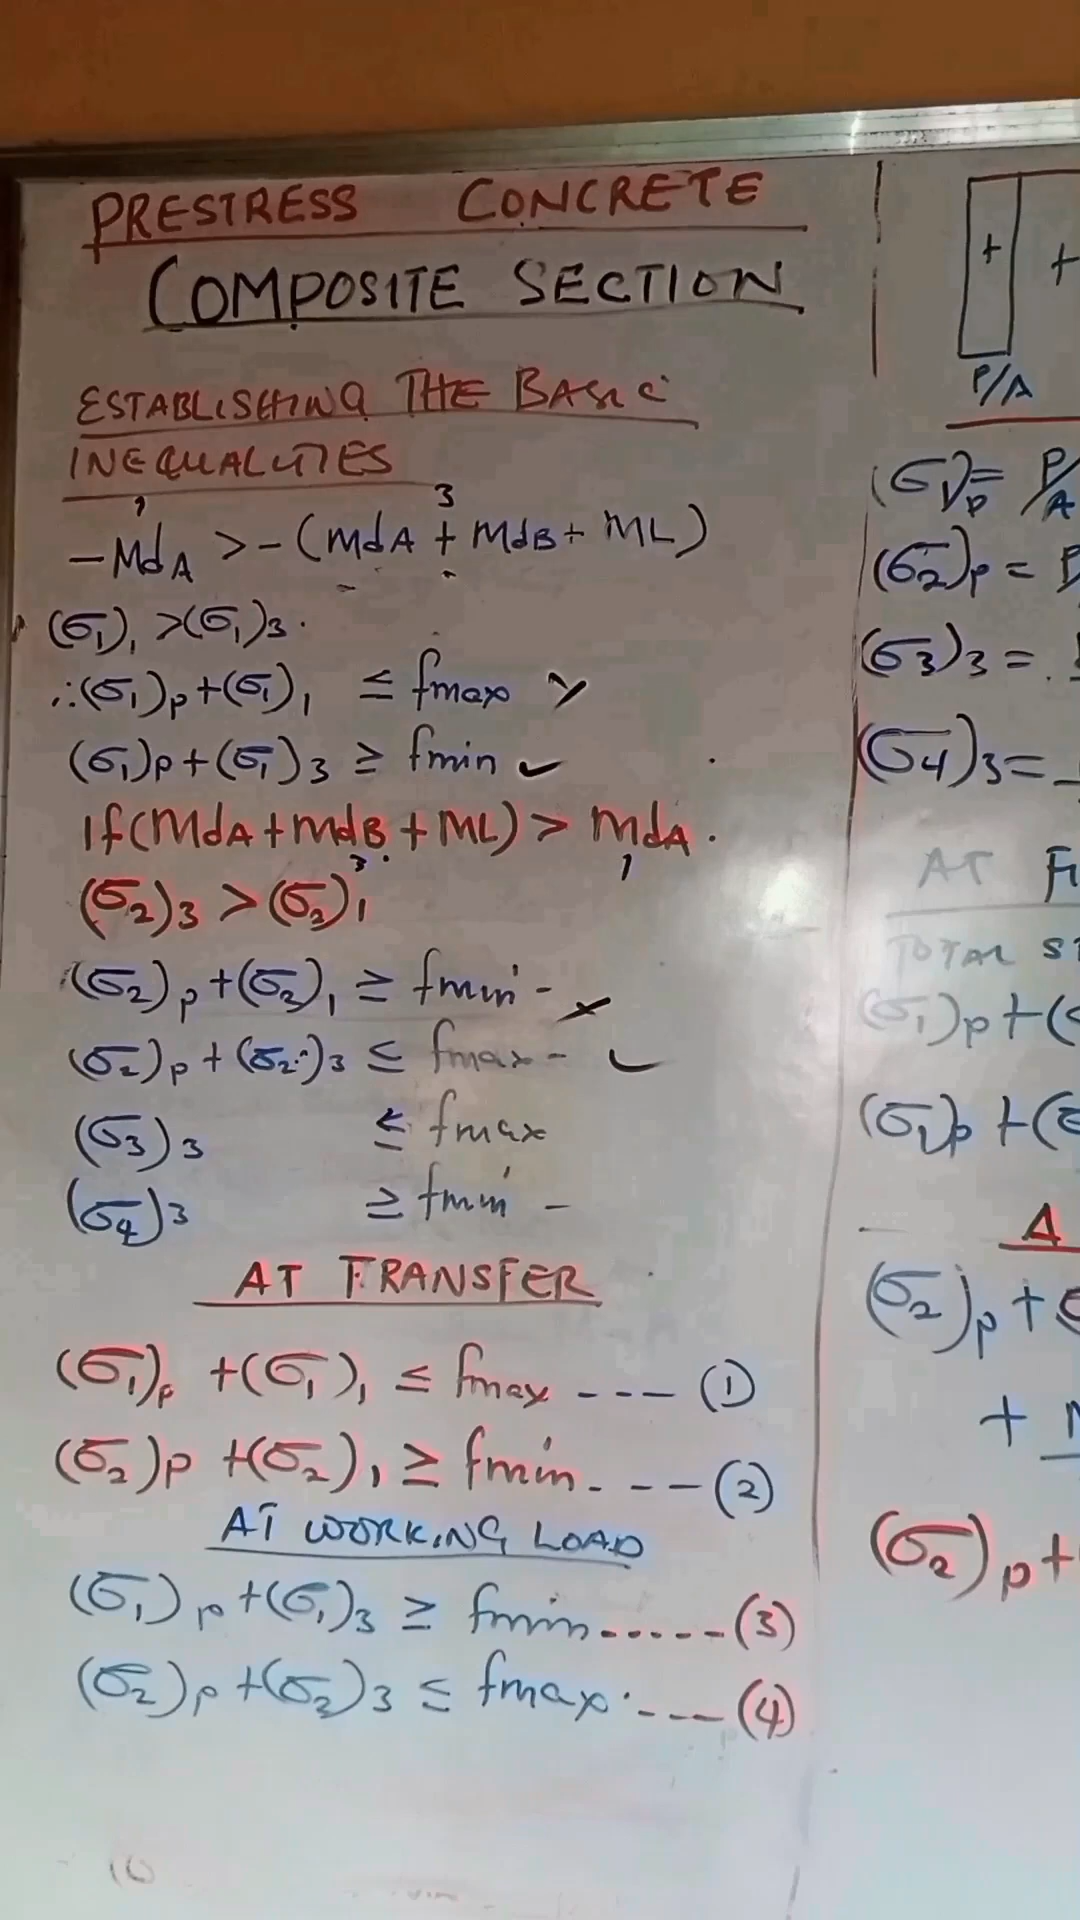 PRESTRESS CONCRETE
COMPOSITE SECTION
ESTABLISHING THE BASIC
INEQUALITIES
1 3
-MdA >-(mdA + mdB + ML)
(σ1)1 >(σ1)3.
∴(σ1)p+(σ1)1 ≤ fmax
(σ1)p+(σ1)3 ≥ fmin ✓
If(MdA+mdB + ML) > mdA.
3 1
(σ2)3 > (σ2)1
(σ2)p +(σ2)1 ≥ fmin - ×
(σ2)p + (σ2)3 ≤ fmax - ✓
(σ3)3 ≤ fmax
(σ4)3 ≥ fmin -
AT TRANSFER
(σ1)p +(σ1)1 ≤ fmax --- (1)
(σ2)p +(σ2)1 ≥ fmin. --- (2)
AT WORKING LOAD
(σ1)p +(σ1)3 ≥ fmin......(3)
(σ2)p +(σ2)3 ≤ fmax.---(4)
+ +
P/A
(σ1)p = P/A
(σ2)p = P
(σ3)3 = .
(σ4)3 =
AT F
TOTAL S
(σ1)p+(
(σ1)p +(
A
(σ2)p +
+
(σ2)p +